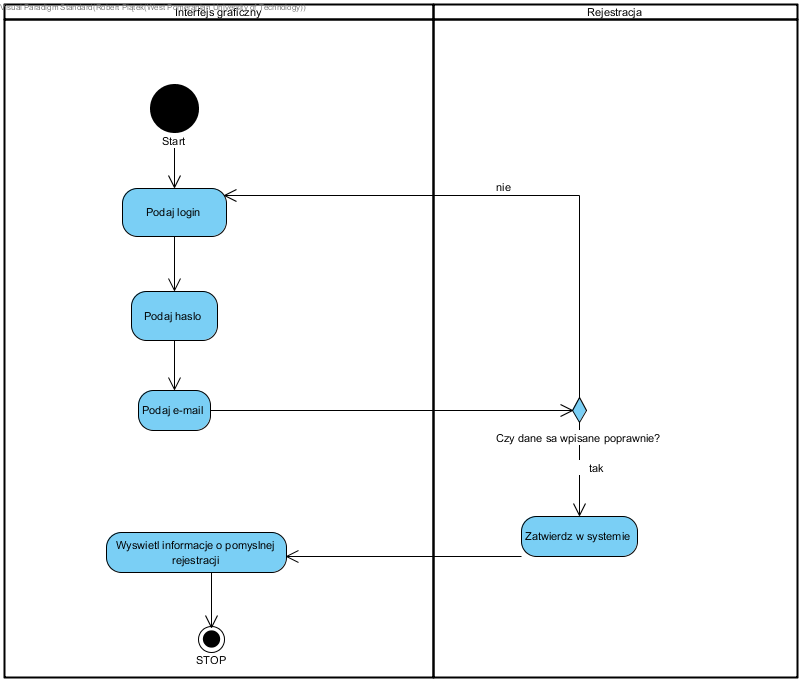 Visual Paradigm Standard(Robert Piątek(West Pomeranian University of Technology))
Interfejs graficzny
Rejestracja
Start
Podaj login
nie
Podaj haslo
Podaj e-mail
Czy dane sa wpisane poprawnie?
tak
Zatwierdz w systemie
Wyswietl informacje o pomyslnej
rejestracji
STOP